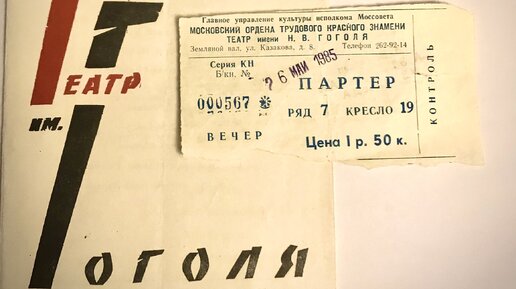 Театр
им.
Гоголя
Главное управление культуры исполкома Моссовета
МОСКОВСКИЙ ОРДЕНА ТРУДОВОГО КРАСНОГО ЗНАМЕНИ
ТЕАТР ИМЕНИ Н. В. ГОГОЛЯ
Земляной вал, ул. Казакова, д. 8. Телефон 262-92-14
Серия КН
Б/кн. №
26 МАИ 1985
ПАРТЕР
000567
РЯД 7 КРЕСЛО 19
ВЕЧЕР
Цена 1 р. 50 к.
КОНТРОЛЬ